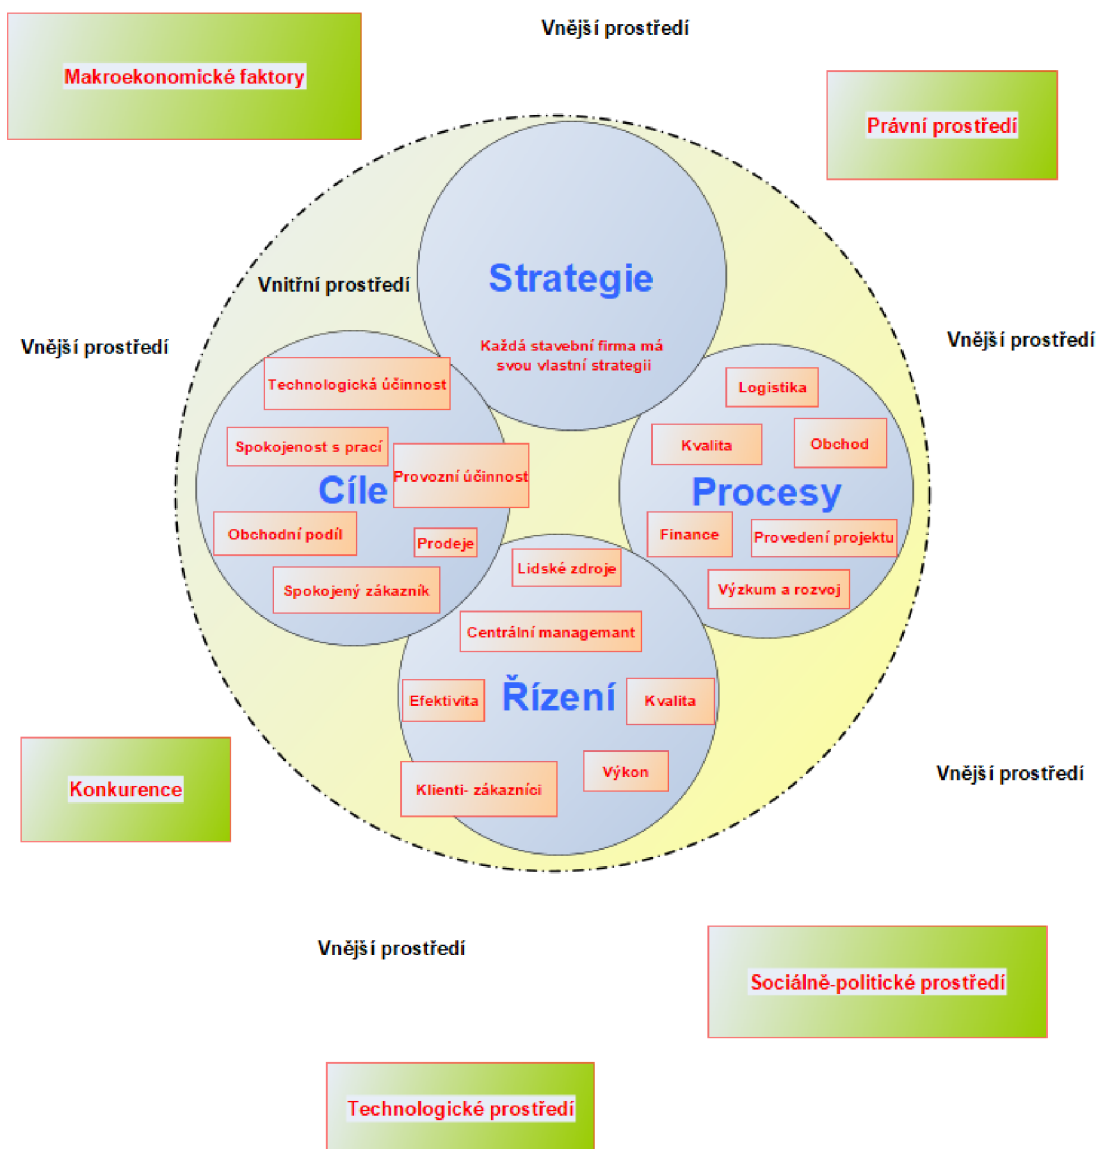 Vnější prostředí
Makroekonomické faktory
Právní prostředí
Strategie
Vnitřní prostředí
Vnější prostředí
Vnější prostředí
Každá stavební firma má
svou vlastní strategii
Technologická účinnost
Spokojenost s prací
Provozní účinnost
Cíle
Obchodní podíl
Prodeje
Spokojený zákazník
Logistika
Kvalita
Obchod
Procesy
Finance
Provedení projektu
Výzkum a rozvoj
Lidské zdroje
Centrální managemant
Efektivita
Řízení
Kvalita
Výkon
Klienti- zákazníci
Konkurence
Vnější prostředí
Vnější prostředí
Sociálně-politické prostředí
Technologické prostředí